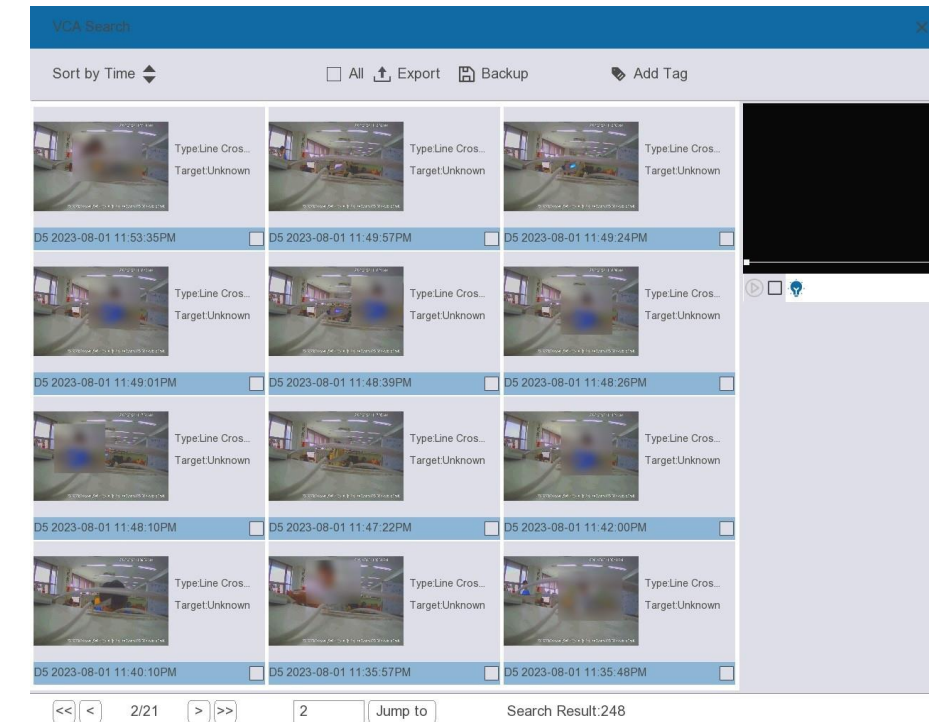 VCA Search
Sort by Time All Export Backup Add Tag
Type:Line Cros... Type:Line Cros... Type:Line Cros...
Target:Unknown Target:Unknown Target:Unknown
D5 2023-08-01 11:53:35PM D5 2023-08-01 11:49:57PM D5 2023-08-01 11:49:24PM
Type:Line Cros... Type:Line Cros... Type:Line Cros...
Target:Unknown Target:Unknown Target:Unknown
D5 2023-08-01 11:49:01PM D5 2023-08-01 11:48:39PM D5 2023-08-01 11:48:26PM
Type:Line Cros... Type:Line Cros... Type:Line Cros...
Target:Unknown Target:Unknown Target:Unknown
D5 2023-08-01 11:48:10PM D5 2023-08-01 11:47:22PM D5 2023-08-01 11:42:00PM
Type:Line Cros... Type:Line Cros... Type:Line Cros...
Target:Unknown Target:Unknown Target:Unknown
D5 2023-08-01 11:40:10PM D5 2023-08-01 11:35:57PM D5 2023-08-01 11:35:48PM
<< < 2/21 > >> 2 Jump to Search Result:248